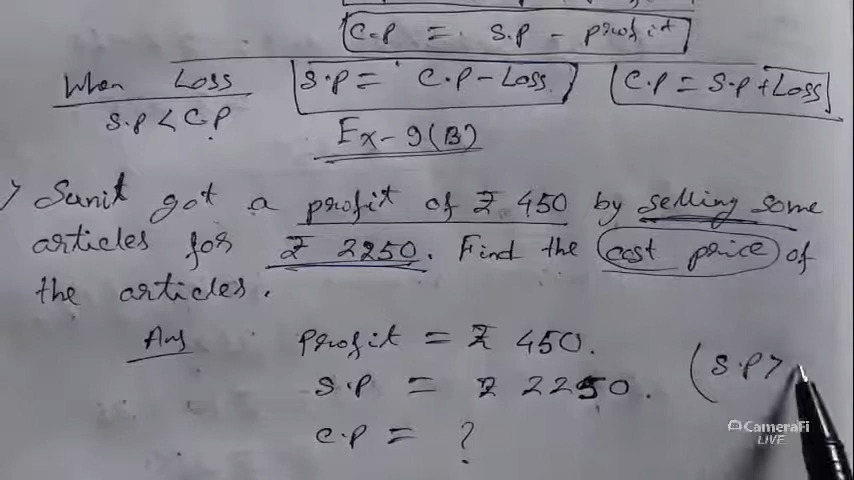 C.P = S.P - profit
When Loss S.P = C.P - Loss C.P = S.P + Loss
S.P < C.P
Ex - 9(B)
Sunit got a profit of ₹ 450 by selling some
articles for ₹ 2250. Find the cost price of
the articles.
Ans Profit = ₹ 450.
S.P = ₹ 2250. (S.P >
C.P = ?
CameraFi
LIVE